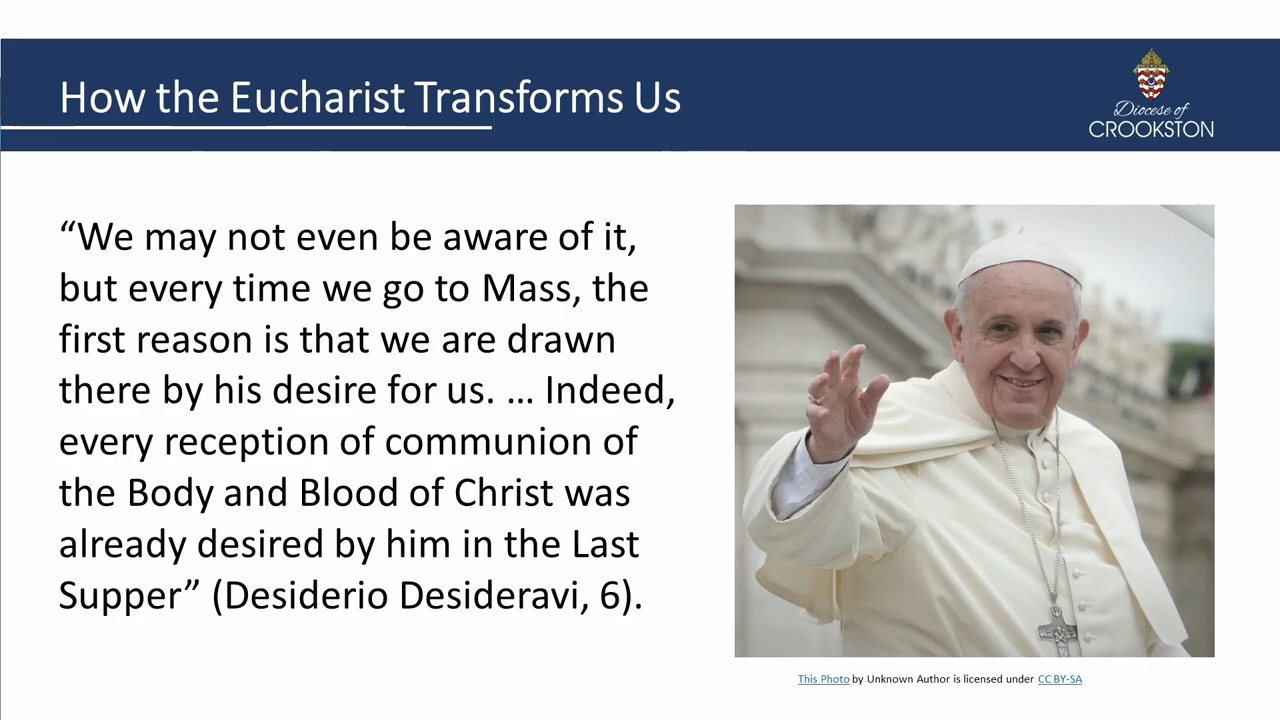 How the Eucharist Transforms Us
Diocese of
CROOKSTON
“We may not even be aware of it,
but every time we go to Mass, the
first reason is that we are drawn
there by his desire for us. … Indeed,
every reception of communion of
the Body and Blood of Christ was
already desired by him in the Last
Supper” (Desiderio Desideravi, 6).
This Photo by Unknown Author is licensed under CC BY-SA